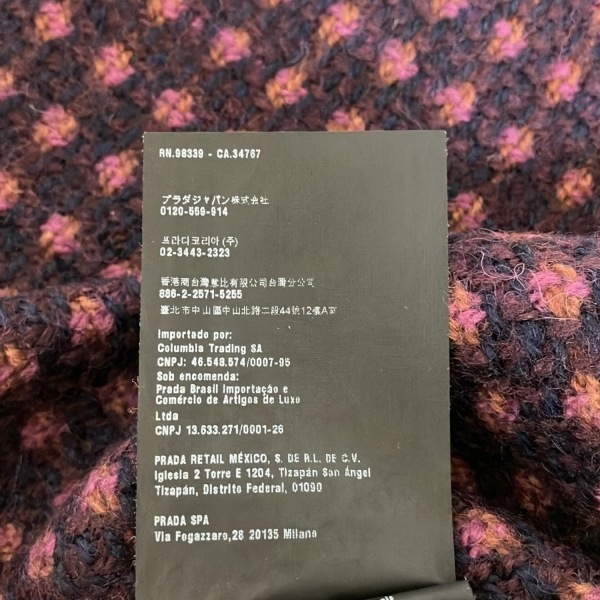 RN.98339 - CA.34767
プラダジャパン株式会社
0120-559-914
프라다코리아 (주)
02-3443-2323
香港商台灣 比有限公司台灣分公司
886-2-2571-5255
臺北市中山區中山北路二段44號12樓A室
Importado por:
Columbia Trading SA
CNPJ: 46.548.574/0007-95
Sob encomenda:
Prada Brasil Importação e
Comércio de Artigos de Luxo
Ltda
CNPJ 13.633.271/0001-26
PRADA RETAIL MÉXICO, S. DE R.L. DE C.V.
Iglesia 2 Torre E 1204, Tizapán San Ángel
Tizapán, Distrito Federal, 01090
PRADA SPA
Via Fogazzaro,28 20135 Milano